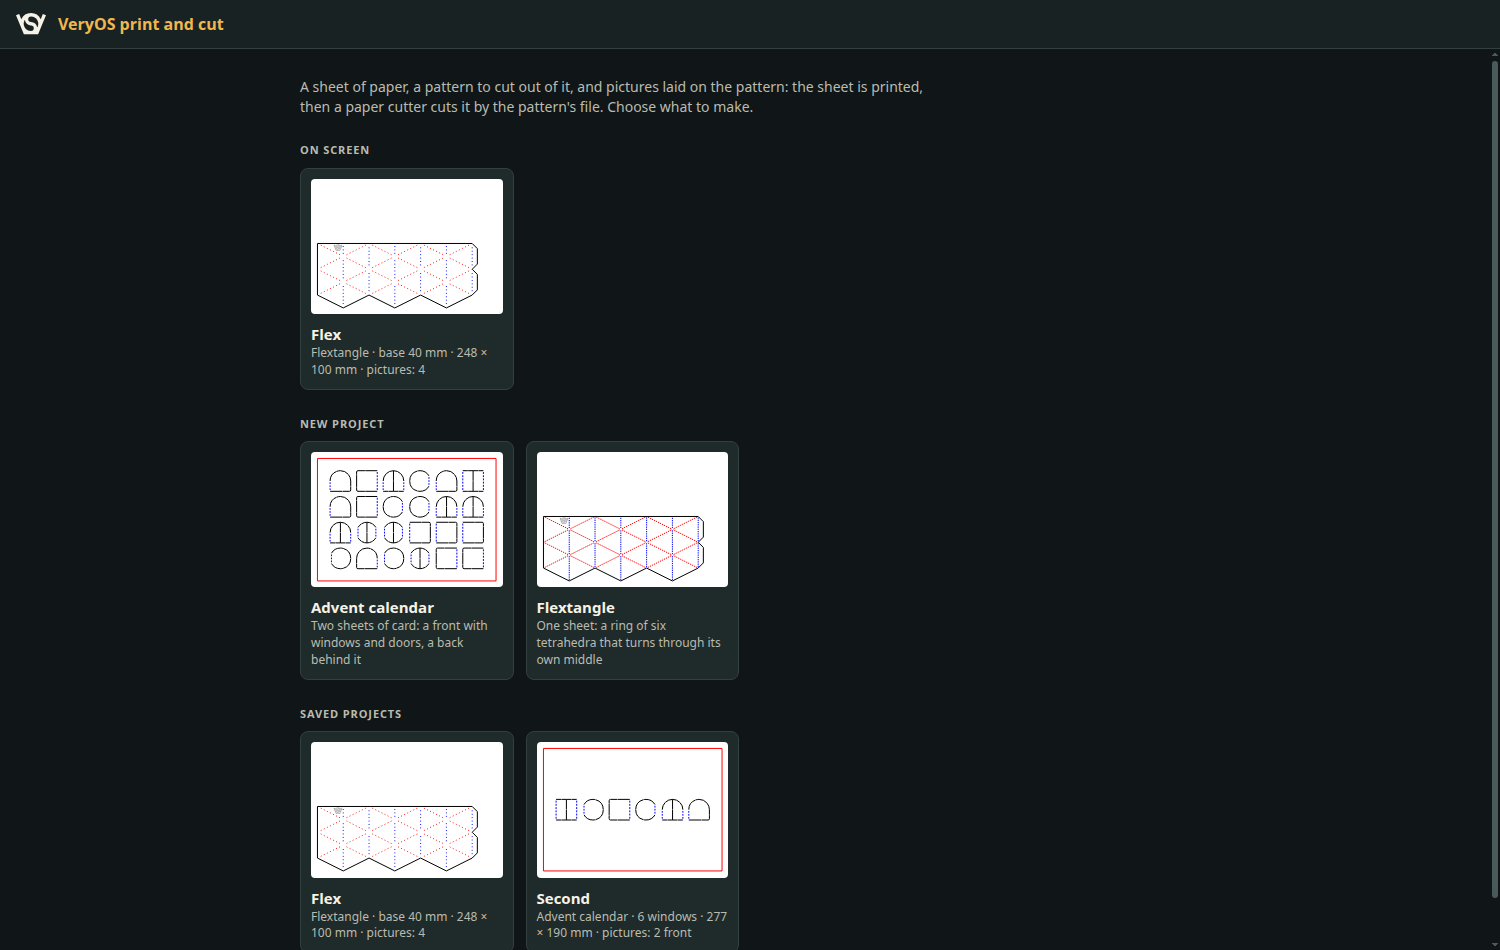 VeryOS print and cut
A sheet of paper, a pattern to cut out of it, and pictures laid on the pattern: the sheet is printed,
then a paper cutter cuts it by the pattern's file. Choose what to make.
ON SCREEN
Flex
Flextangle · base 40 mm · 248 ×
100 mm · pictures: 4
NEW PROJECT
Advent calendar
Two sheets of card: a front with
windows and doors, a back
behind it
Flextangle
One sheet: a ring of six
tetrahedra that turns through its
own middle
SAVED PROJECTS
Flex
Flextangle · base 40 mm · 248 ×
100 mm · pictures: 4
Second
Advent calendar · 6 windows · 277
× 190 mm · pictures: 2 front